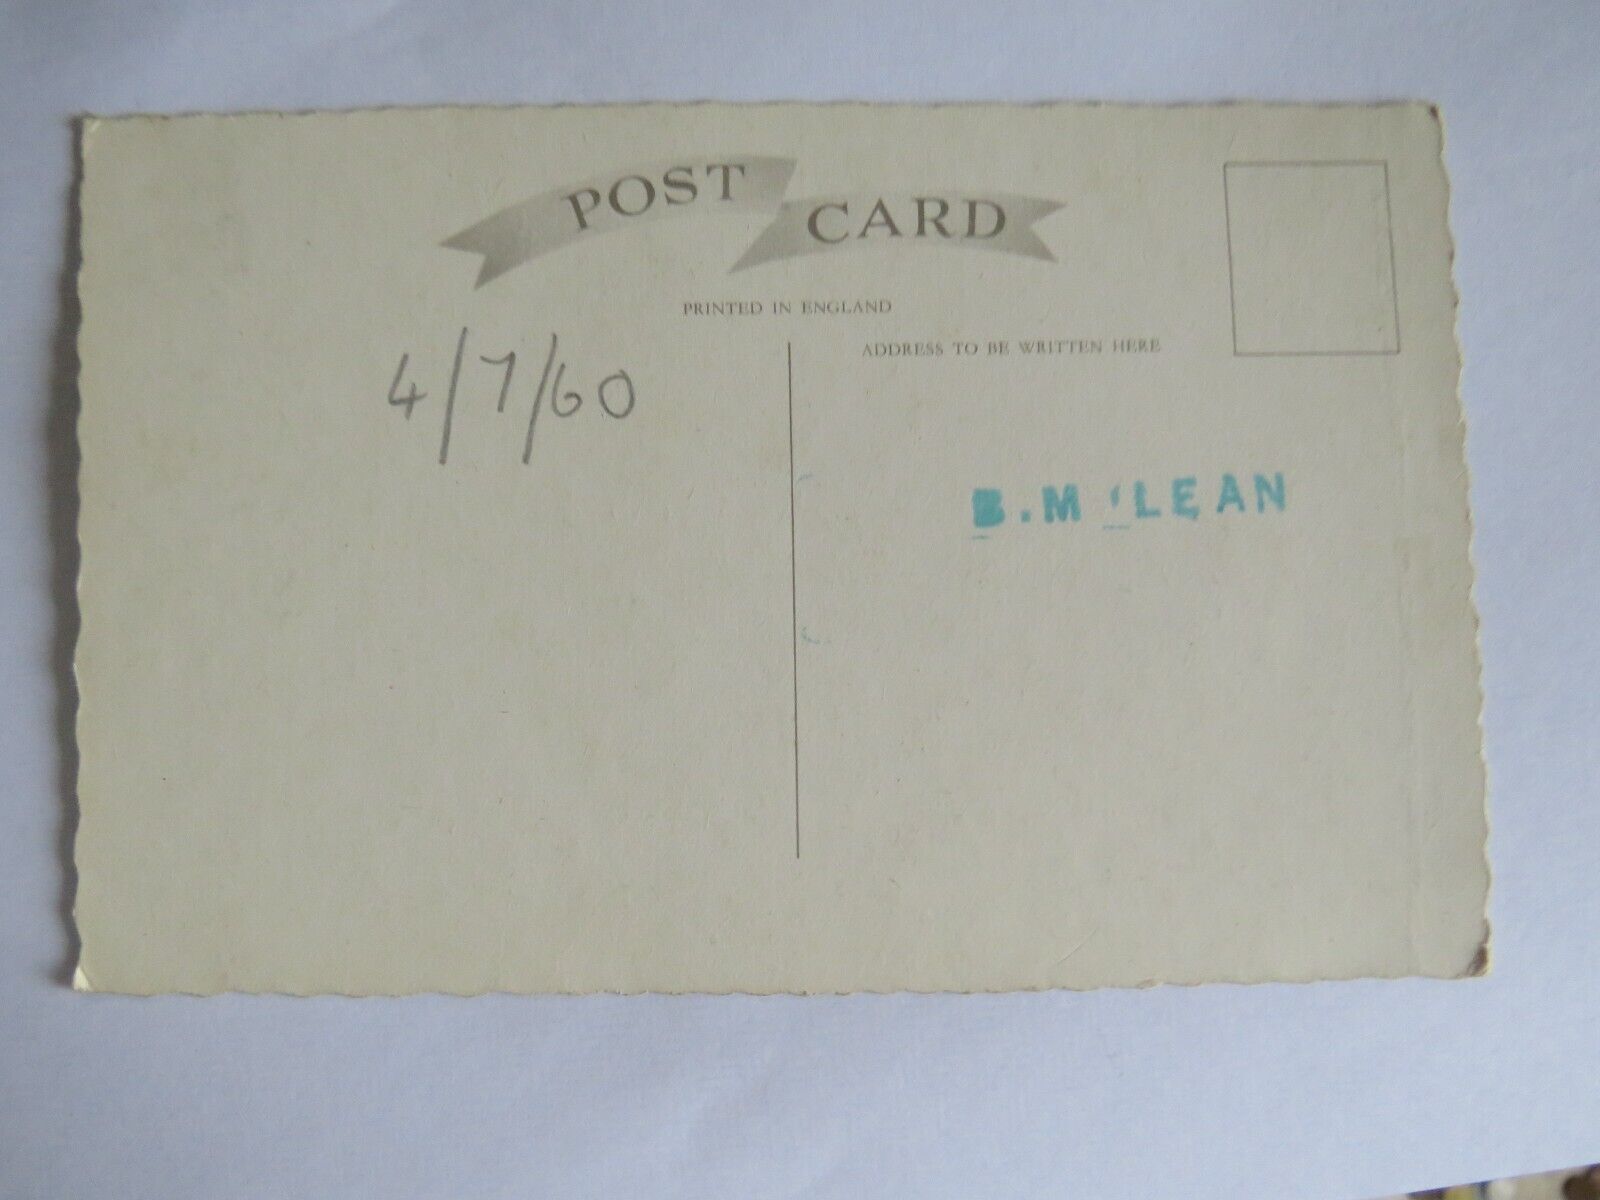 POST CARD
PRINTED IN ENGLAND
ADDRESS TO BE WRITTEN HERE
4/7/60
B.M'LEAN